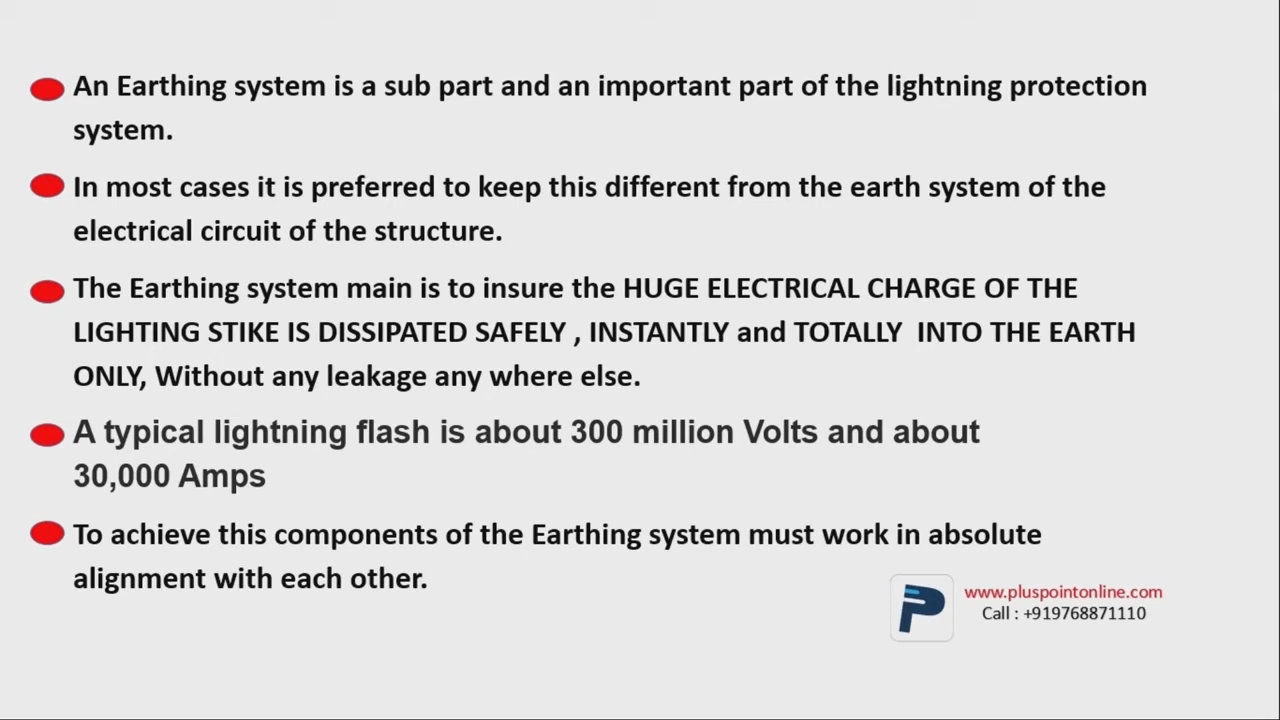 An Earthing system is a sub part and an important part of the lightning protection
system.
In most cases it is preferred to keep this different from the earth system of the
electrical circuit of the structure.
The Earthing system main is to insure the HUGE ELECTRICAL CHARGE OF THE
LIGHTING STIKE IS DISSIPATED SAFELY , INSTANTLY and TOTALLY  INTO THE EARTH
ONLY, Without any leakage any where else.
A typical lightning flash is about 300 million Volts and about
30,000 Amps
To achieve this components of the Earthing system must work in absolute
alignment with each other.
www.pluspointonline.com
Call : +919768871110